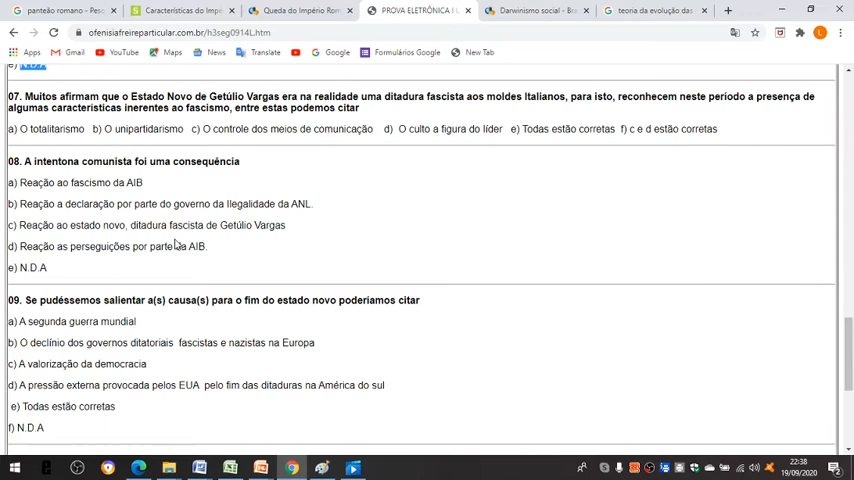 panteão romano - Pesq
Características do Impé
Queda do Império Rom
PROVA ELETRÔNICA I L
Darwinismo social - Bra
teoria da evolução das
ofenisiafreireparticular.com.br/h3seg0914L.htm
Apps Gmail YouTube Maps News Translate Google Formulários Google New Tab
e) N.D.A
07. Muitos afirmam que o Estado Novo de Getúlio Vargas era na realidade uma ditadura fascista aos moldes Italianos, para isto, reconhecem neste período a presença de
algumas características inerentes ao fascismo, entre estas podemos citar
a) O totalitarismo b) O unipartidarismo c) O controle dos meios de comunicação d) O culto a figura do líder e) Todas estão corretas f) c e d estão corretas
08. A intentona comunista foi uma consequência
a) Reação ao fascismo da AIB
b) Reação a declaração por parte do governo da Ilegalidade da ANL.
c) Reação ao estado novo, ditadura fascista de Getúlio Vargas
d) Reação as perseguições por parte da AIB.
e) N.D.A
09. Se pudéssemos salientar a(s) causa(s) para o fim do estado novo poderíamos citar
a) A segunda guerra mundial
b) O declínio dos governos ditatoriais fascistas e nazistas na Europa
c) A valorização da democracia
d) A pressão externa provocada pelos EUA pelo fim das ditaduras na América do sul
e) Todas estão corretas
f) N.D.A
22:38
19/09/2020